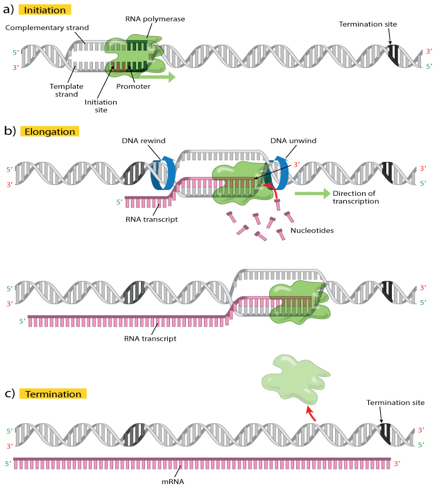 a) Initiation
RNA polymerase
Complementary strand
Termination site
5'
3'
3'
5'
Template
strand
Initiation
site
Promoter
b) Elongation
DNA rewind
DNA unwind
5'
3'
3'
3'
5'
5'
Direction of
transcription
RNA transcript
Nucleotides
5'
3'
3'
5'
5'
RNA transcript
c) Termination
Termination site
5'
3'
3'
5'
5'
3'
mRNA